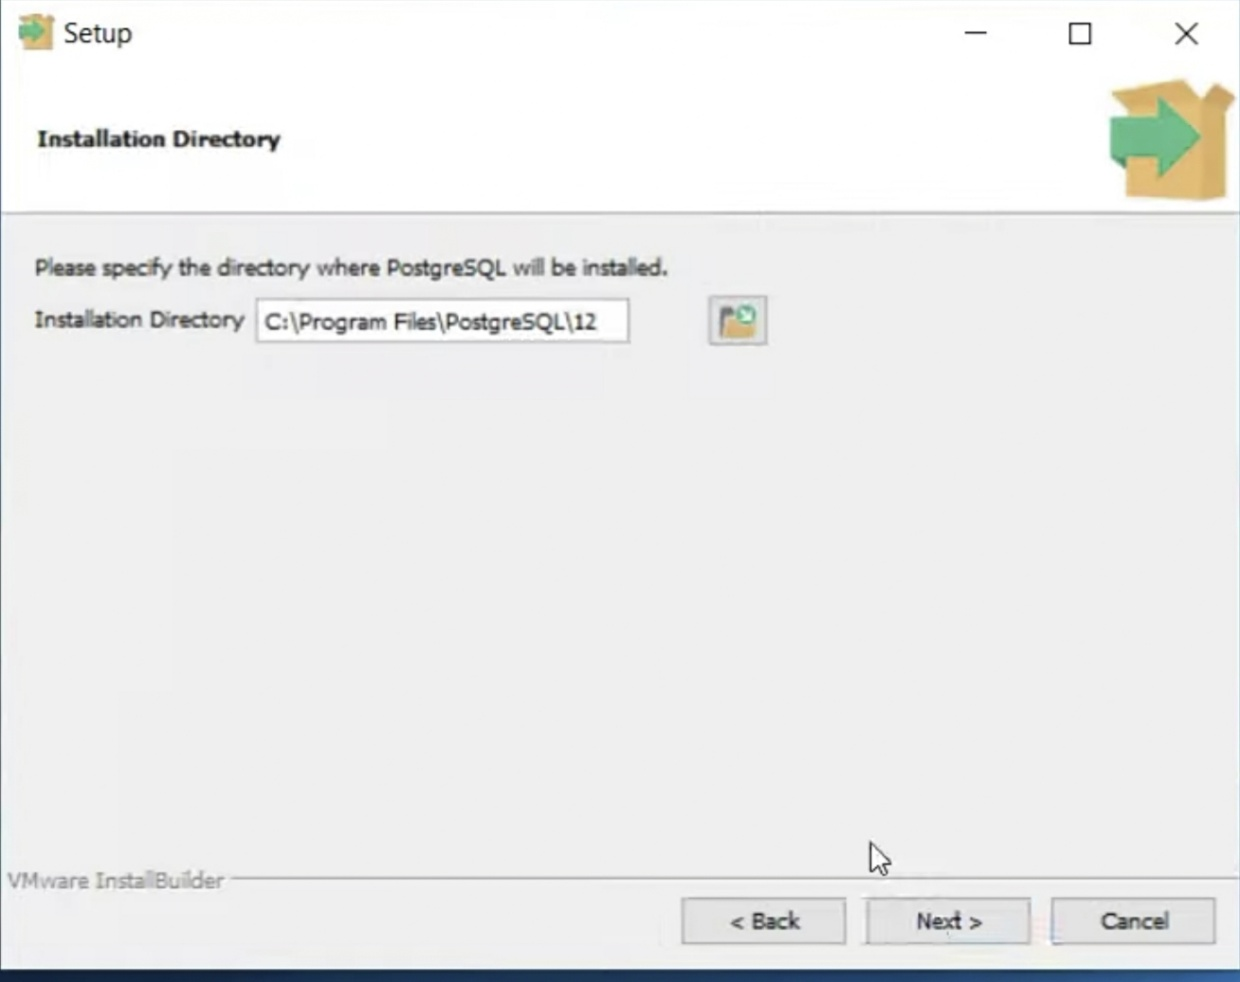 Setup
Installation Directory
Please specify the directory where PostgreSQL will be installed.
Installation Directory C:\Program Files\PostgreSQL\12
VMware InstallBuilder
< Back Next > Cancel